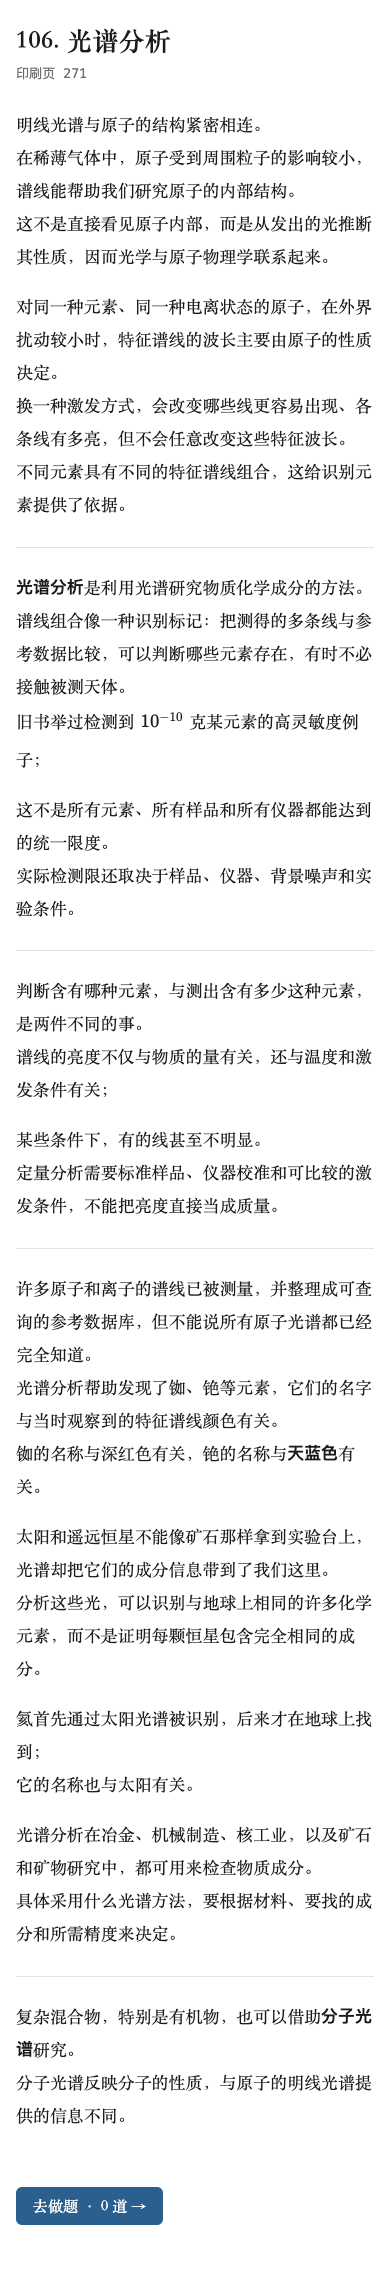 106. 光谱分析
印刷页 271
明线光谱与原子的结构紧密相连。
在稀薄气体中，原子受到周围粒子的影响较小，
谱线能帮助我们研究原子的内部结构。
这不是直接看见原子内部，而是从发出的光推断
其性质，因而光学与原子物理学联系起来。
对同一种元素、同一种电离状态的原子，在外界
扰动较小时，特征谱线的波长主要由原子的性质
决定。
换一种激发方式，会改变哪些线更容易出现、各
条线有多亮，但不会任意改变这些特征波长。
不同元素具有不同的特征谱线组合，这给识别元
素提供了依据。
光谱分析是利用光谱研究物质化学成分的方法。
谱线组合像一种识别标记：把测得的多条线与参
考数据比较，可以判断哪些元素存在，有时不必
接触被测天体。
旧书举过检测到 10⁻¹⁰ 克某元素的高灵敏度例
子；
这不是所有元素、所有样品和所有仪器都能达到
的统一限度。
实际检测限还取决于样品、仪器、背景噪声和实
验条件。
判断含有哪种元素，与测出含有多少这种元素，
是两件不同的事。
谱线的亮度不仅与物质的量有关，还与温度和激
发条件有关；
某些条件下，有的线甚至不明显。
定量分析需要标准样品、仪器校准和可比较的激
发条件，不能把亮度直接当成质量。
许多原子和离子的谱线已被测量，并整理成可查
询的参考数据库，但不能说所有原子光谱都已经
完全知道。
光谱分析帮助发现了铷、铯等元素，它们的名字
与当时观察到的特征谱线颜色有关。
铷的名称与深红色有关，铯的名称与天蓝色有
关。
太阳和遥远恒星不能像矿石那样拿到实验台上，
光谱却把它们的成分信息带到了我们这里。
分析这些光，可以识别与地球上相同的许多化学
元素，而不是证明每颗恒星包含完全相同的成
分。
氦首先通过太阳光谱被识别，后来才在地球上找
到；
它的名称也与太阳有关。
光谱分析在冶金、机械制造、核工业，以及矿石
和矿物研究中，都可用来检查物质成分。
具体采用什么光谱方法，要根据材料、要找的成
分和所需精度来决定。
复杂混合物，特别是有机物，也可以借助分子光
谱研究。
分子光谱反映分子的性质，与原子的明线光谱提
供的信息不同。
去做题 · 0 道 →